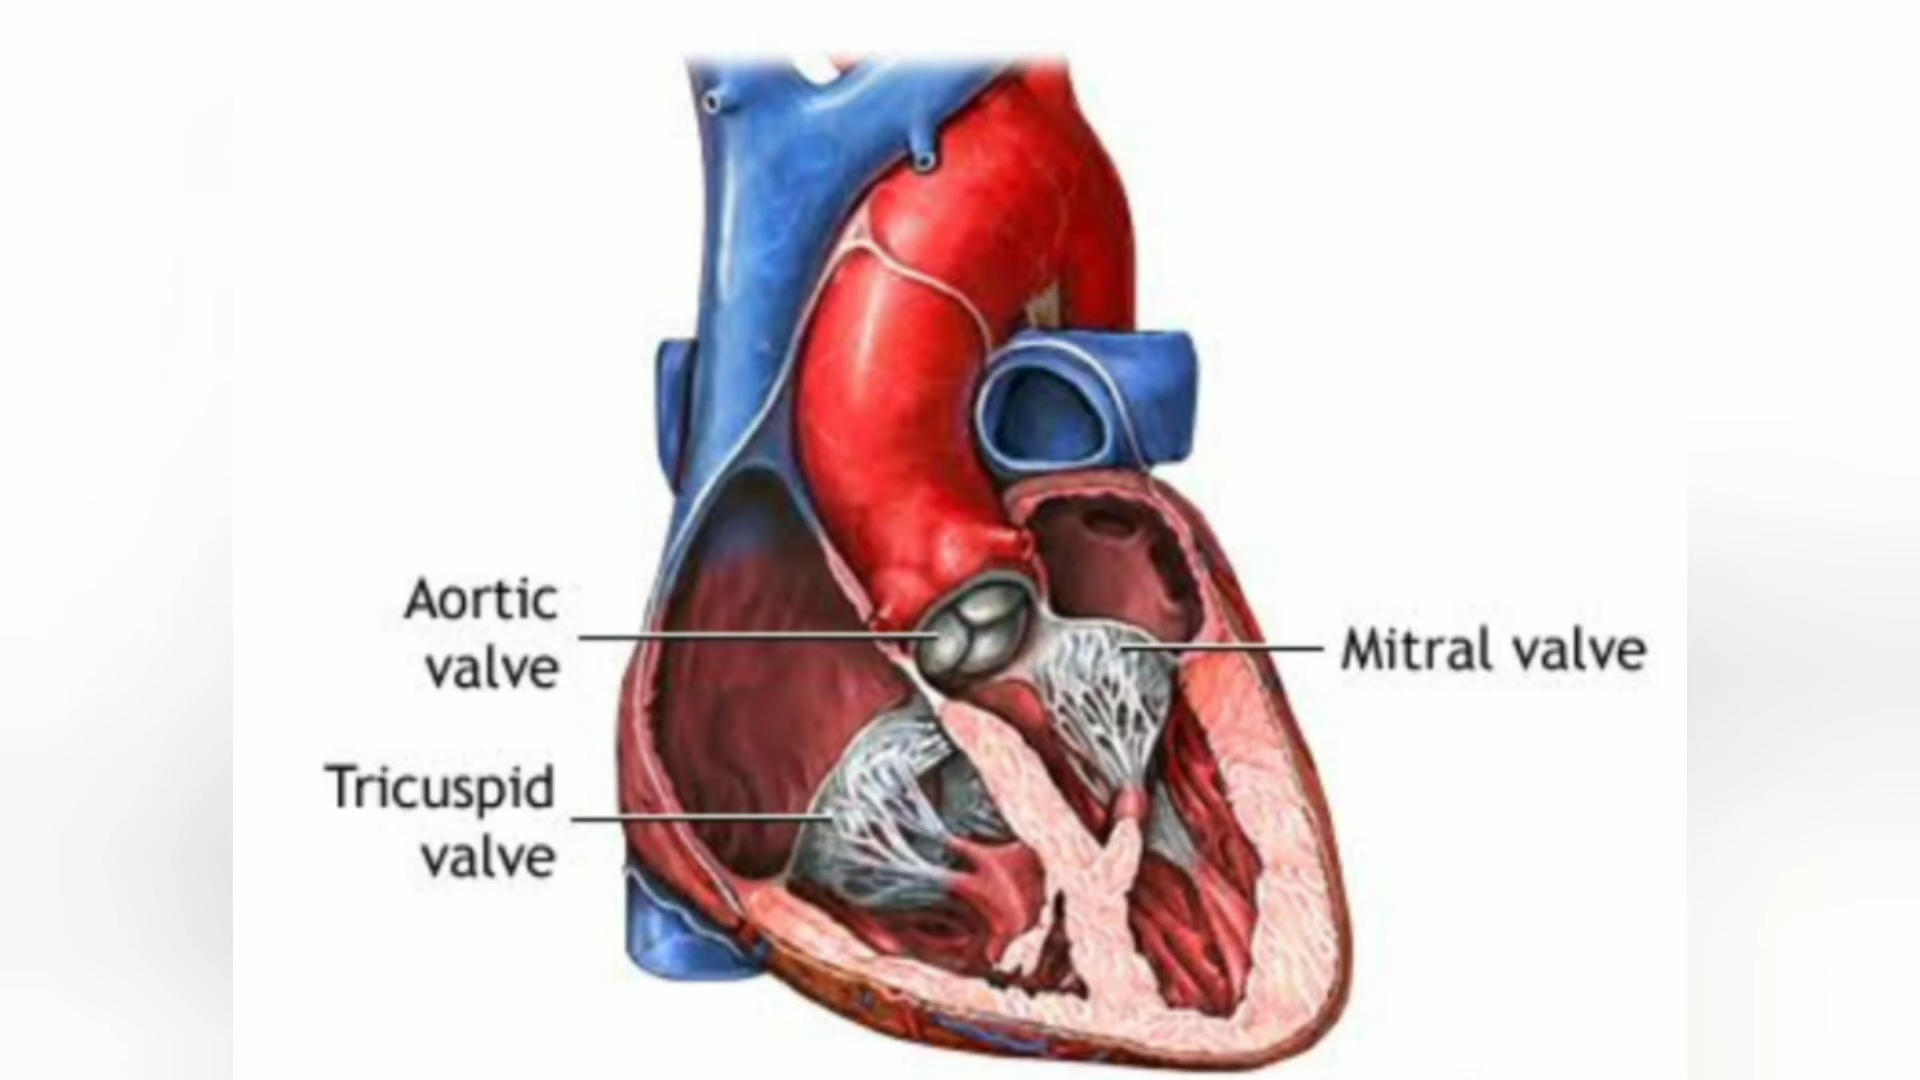 Aortic
valve
Mitral valve
Tricuspid
valve